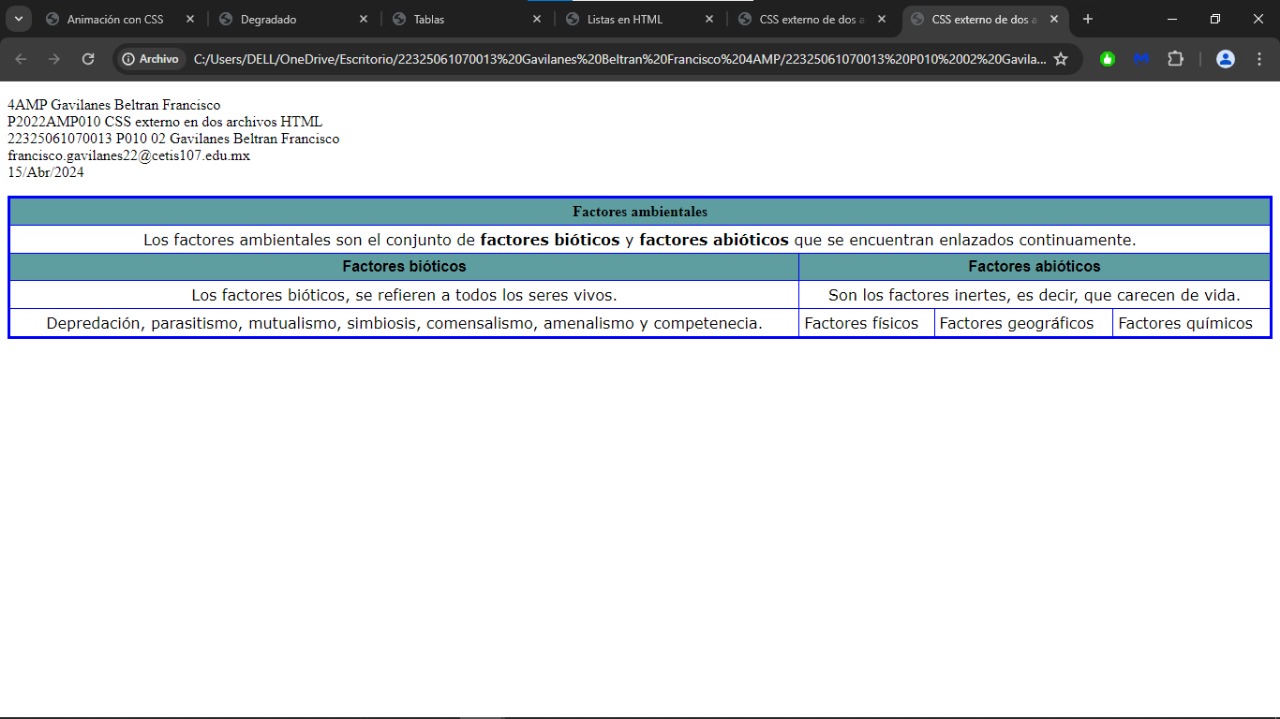 Animación con CSS
Degradado
Tablas
Listas en HTML
CSS externo de dos a
CSS externo de dos a
Archivo
C:/Users/DELL/OneDrive/Escritorio/22325061070013%20Gavilanes%20Beltran%20Francisco%204AMP/22325061070013%20P010%2002%20Gavila...
4AMP Gavilanes Beltran Francisco
P2022AMP010 CSS externo en dos archivos HTML
22325061070013 P010 02 Gavilanes Beltran Francisco
francisco.gavilanes22@cetis107.edu.mx
15/Abr/2024
Factores ambientales
Los factores ambientales son el conjunto de factores bióticos y factores abióticos que se encuentran enlazados continuamente.
Factores bióticos
Factores abióticos
Los factores bióticos, se refieren a todos los seres vivos.
Son los factores inertes, es decir, que carecen de vida.
Depredación, parasitismo, mutualismo, simbiosis, comensalismo, amenalismo y competenecia.
Factores físicos
Factores geográficos
Factores químicos